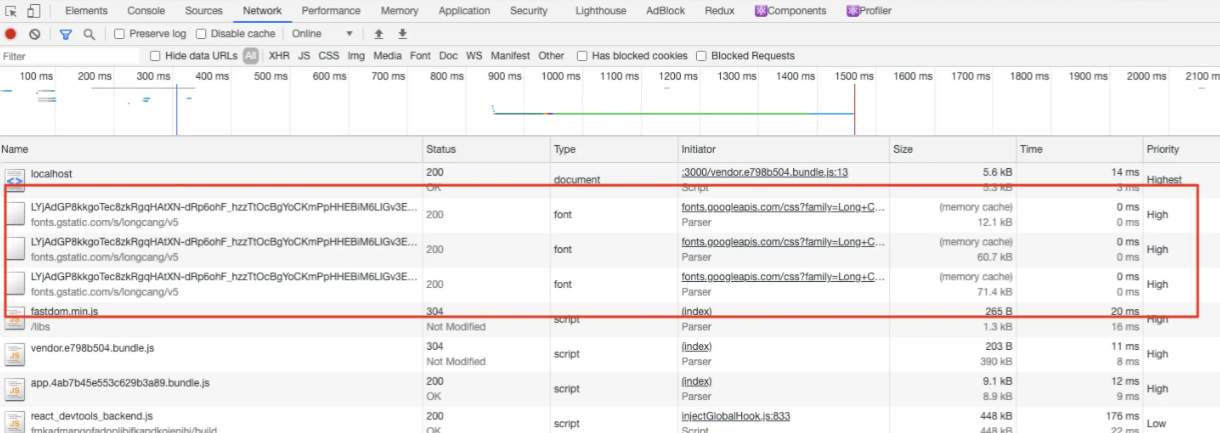 Elements Console Sources Network Performance Memory Application Security Lighthouse AdBlock Redux Components Profiler
Preserve log Disable cache Online
Filter Hide data URLs All XHR JS CSS Img Media Font Doc WS Manifest Other Has blocked cookies Blocked Requests
100 ms 200 ms 300 ms 400 ms 500 ms 600 ms 700 ms 800 ms 900 ms 1000 ms 1100 ms 1200 ms 1300 ms 1400 ms 1500 ms 1600 ms 1700 ms 1800 ms 1900 ms 2000 ms 2100 m
Name Status Type Initiator Size Time Priority
localhost 200 document :3000/vendor.e798b504.bundle.js:13 5.6 kB 14 ms Highest
OK Script 5.3 kB 3 ms
LYjAdGP8kkgoTec8zkRgqHAtXN-dRp6ohF_hzzTtOcBgYoCKmPpHHEBiM6LIGv3E... 200 font fonts.googleapis.com/css?family=Long+C... (memory cache) 0 ms High
fonts.gstatic.com/s/longcang/v5 Parser 12.1 kB 0 ms
LYjAdGP8kkgoTec8zkRgqHAtXN-dRp6ohF_hzzTtOcBgYoCKmPpHHEBiM6LIGv3E... 200 font fonts.googleapis.com/css?family=Long+C... (memory cache) 0 ms High
fonts.gstatic.com/s/longcang/v5 Parser 60.7 kB 0 ms
LYjAdGP8kkgoTec8zkRgqHAtXN-dRp6ohF_hzzTtOcBgYoCKmPpHHEBiM6LIGv3E... 200 font fonts.googleapis.com/css?family=Long+C... (memory cache) 0 ms High
fonts.gstatic.com/s/longcang/v5 Parser 71.4 kB 0 ms
fastdom.min.js 304 script (index) 265 B 20 ms High
/libs Not Modified Parser 1.3 kB 16 ms
vendor.e798b504.bundle.js 304 script (index) 203 B 11 ms High
Not Modified Parser 390 kB 8 ms
app.4ab7b45e553c629b3a89.bundle.js 200 script (index) 9.1 kB 12 ms High
OK Parser 8.9 kB 9 ms
react_devtools_backend.js 200 script injectGlobalHook.js:833 448 kB 176 ms Low
OK Script 448 kB 22 ms